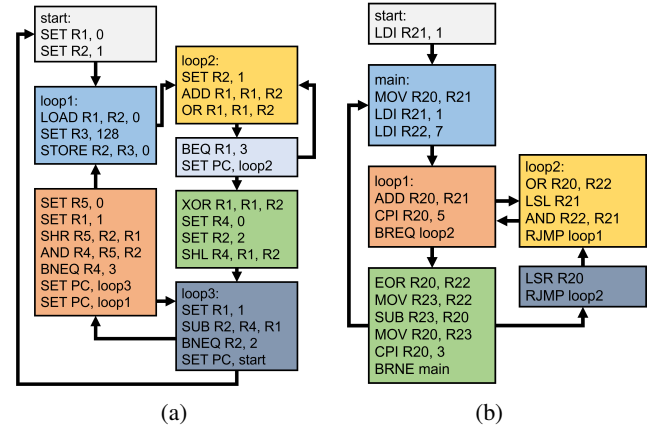 start:
SET R1, 0
SET R2, 1
loop1:
LOAD R1, R2, 0
SET R3, 128
STORE R2, R3, 0
loop2:
SET R2, 1
ADD R1, R1, R2
OR R1, R1, R2
BEQ R1, 3
SET PC, loop2
XOR R1, R1, R2
SET R4, 0
SET R2, 2
SHL R4, R1, R2
SET R5, 0
SET R1, 1
SHR R5, R2, R1
AND R4, R5, R2
BNEQ R4, 3
SET PC, loop3
SET PC, loop1
loop3:
SET R1, 1
SUB R2, R4, R1
BNEQ R2, 2
SET PC, start
(a)
start:
LDI R21, 1
main:
MOV R20, R21
LDI R21, 1
LDI R22, 7
loop1:
ADD R20, R21
CPI R20, 5
BREQ loop2
loop2:
OR R20, R22
LSL R21
AND R22, R21
RJMP loop1
EOR R20, R22
MOV R23, R22
SUB R23, R20
MOV R20, R23
CPI R20, 3
BRNE main
LSR R20
RJMP loop2
(b)